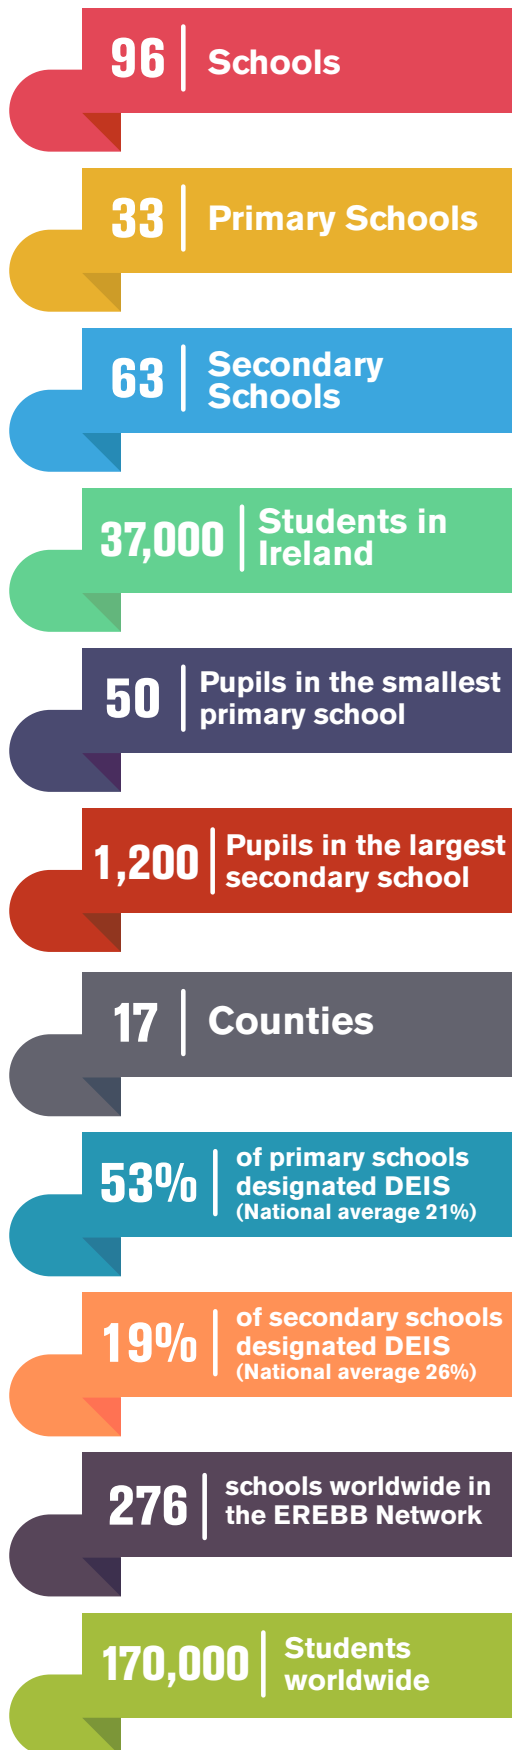 96 Schools
33 Primary Schools
63 Secondary
Schools
37,000 Students in
Ireland
50 Pupils in the smallest
primary school
1,200 Pupils in the largest
secondary school
17 Counties
53% of primary schools
designated DEIS
(National average 21%)
19% of secondary schools
designated DEIS
(National average 26%)
276 schools worldwide in
the EREBB Network
170,000 Students
worldwide